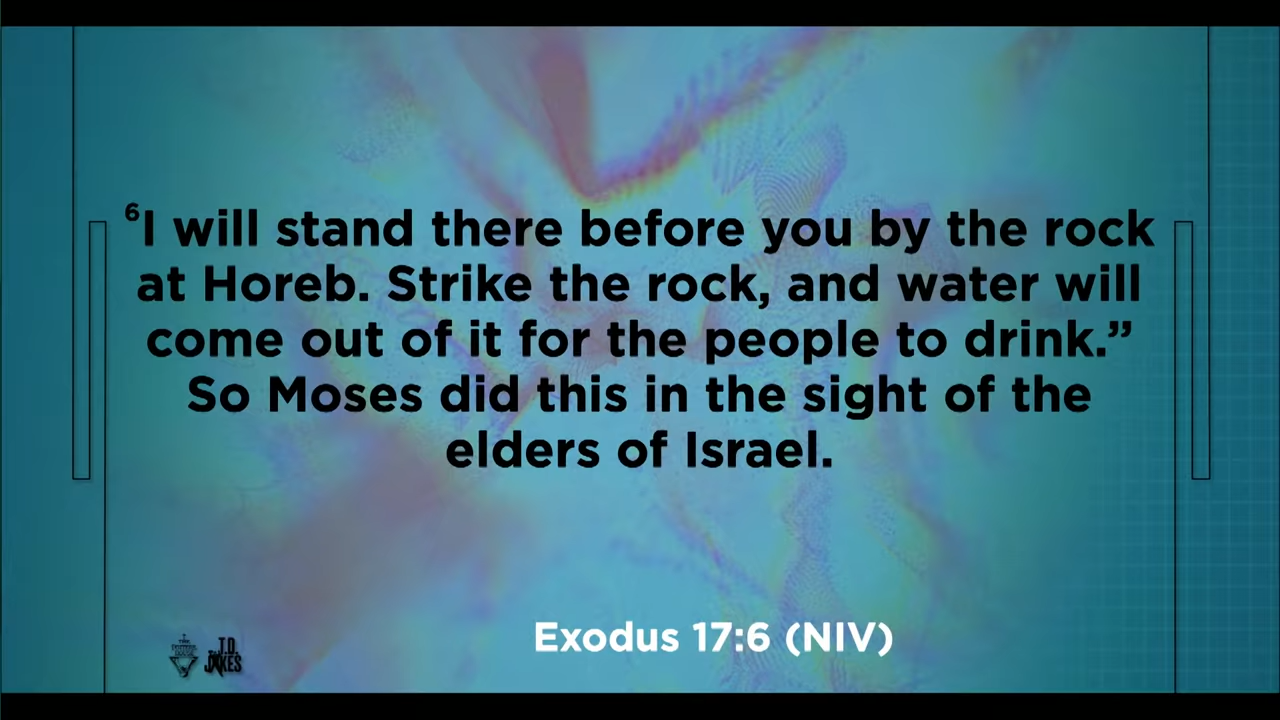 ⁶I will stand there before you by the rock
at Horeb. Strike the rock, and water will
come out of it for the people to drink.”
So Moses did this in the sight of the
elders of Israel.
Exodus 17:6 (NIV)
T.D.
JAKES